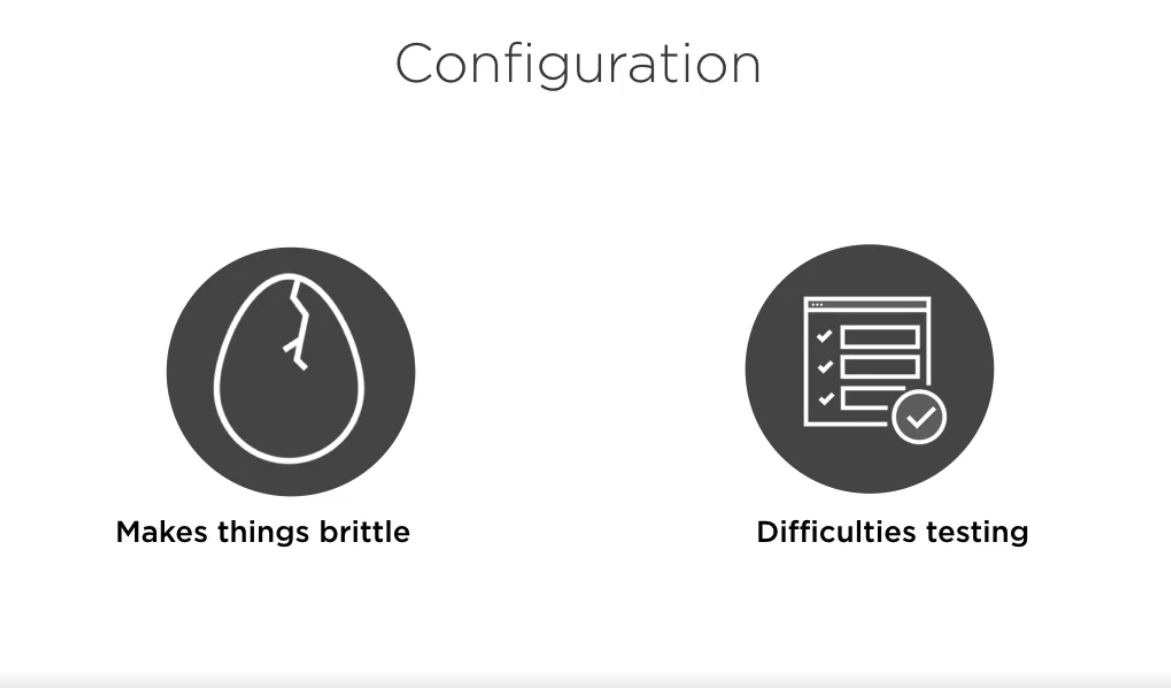 Configuration
Makes things brittle
Difficulties testing